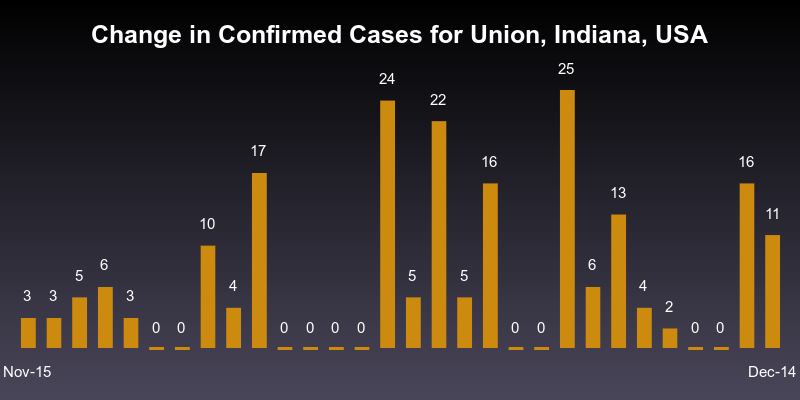 Change in Confirmed Cases for Union, Indiana, USA
3 3 5 6 3 0 0 10 4 17 0 0 0 0 24 5 22 5 16 0 0 25 6 13 4 2 0 0 16 11
Nov-15 Dec-14